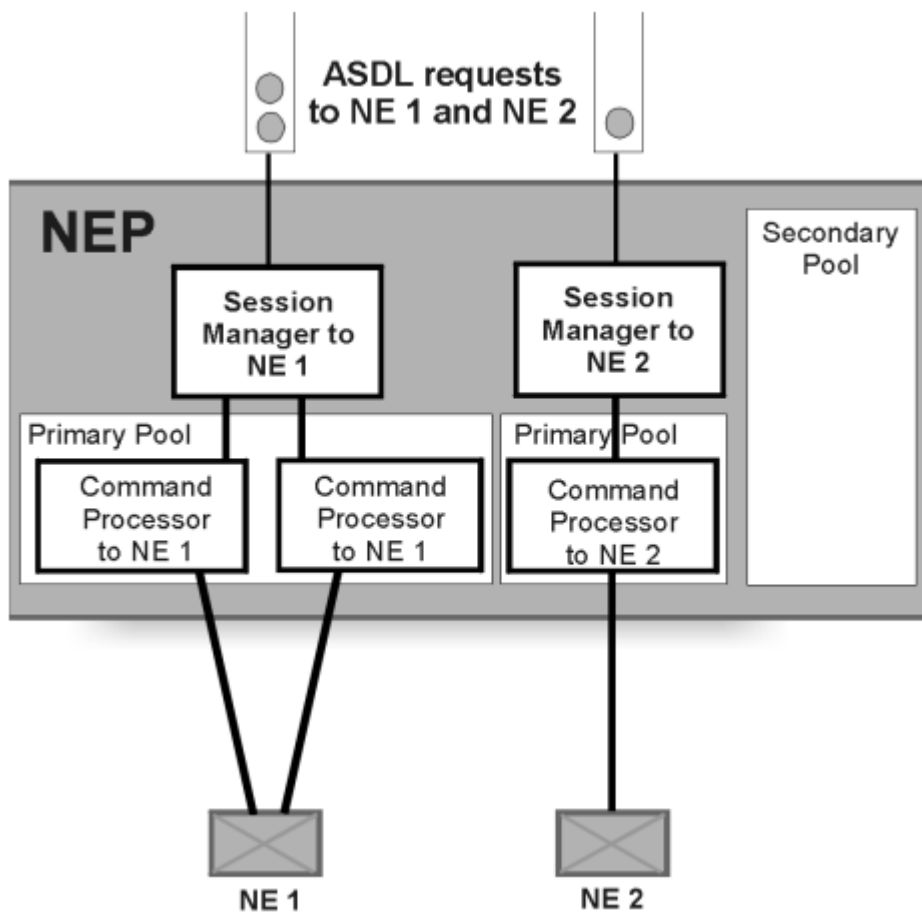 ASDL requests
to NE 1 and NE 2
NEP
Secondary
Pool
Session
Manager to
NE 1
Session
Manager to
NE 2
Primary Pool
Primary Pool
Command
Processor
to NE 1
Command
Processor
to NE 1
Command
Processor
to NE 2
NE 1
NE 2